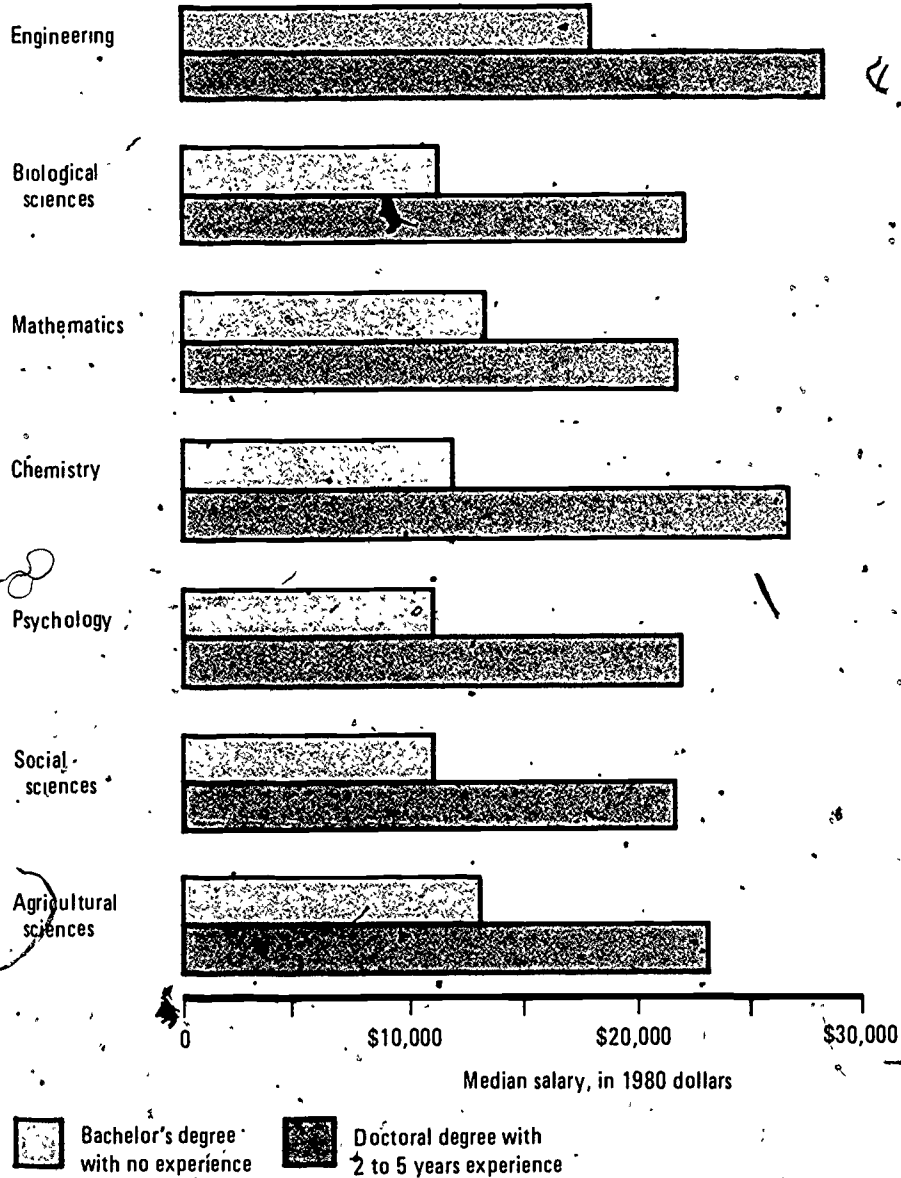 Engineering
Biological
sciences
Mathematics
Chemistry
Psychology
Social
sciences
Agricultural
sciences
0 $10,000 $20,000 $30,000
Median salary, in 1980 dollars
Bachelor's degree
with no experience
Doctoral degree with
2 to 5 years experience